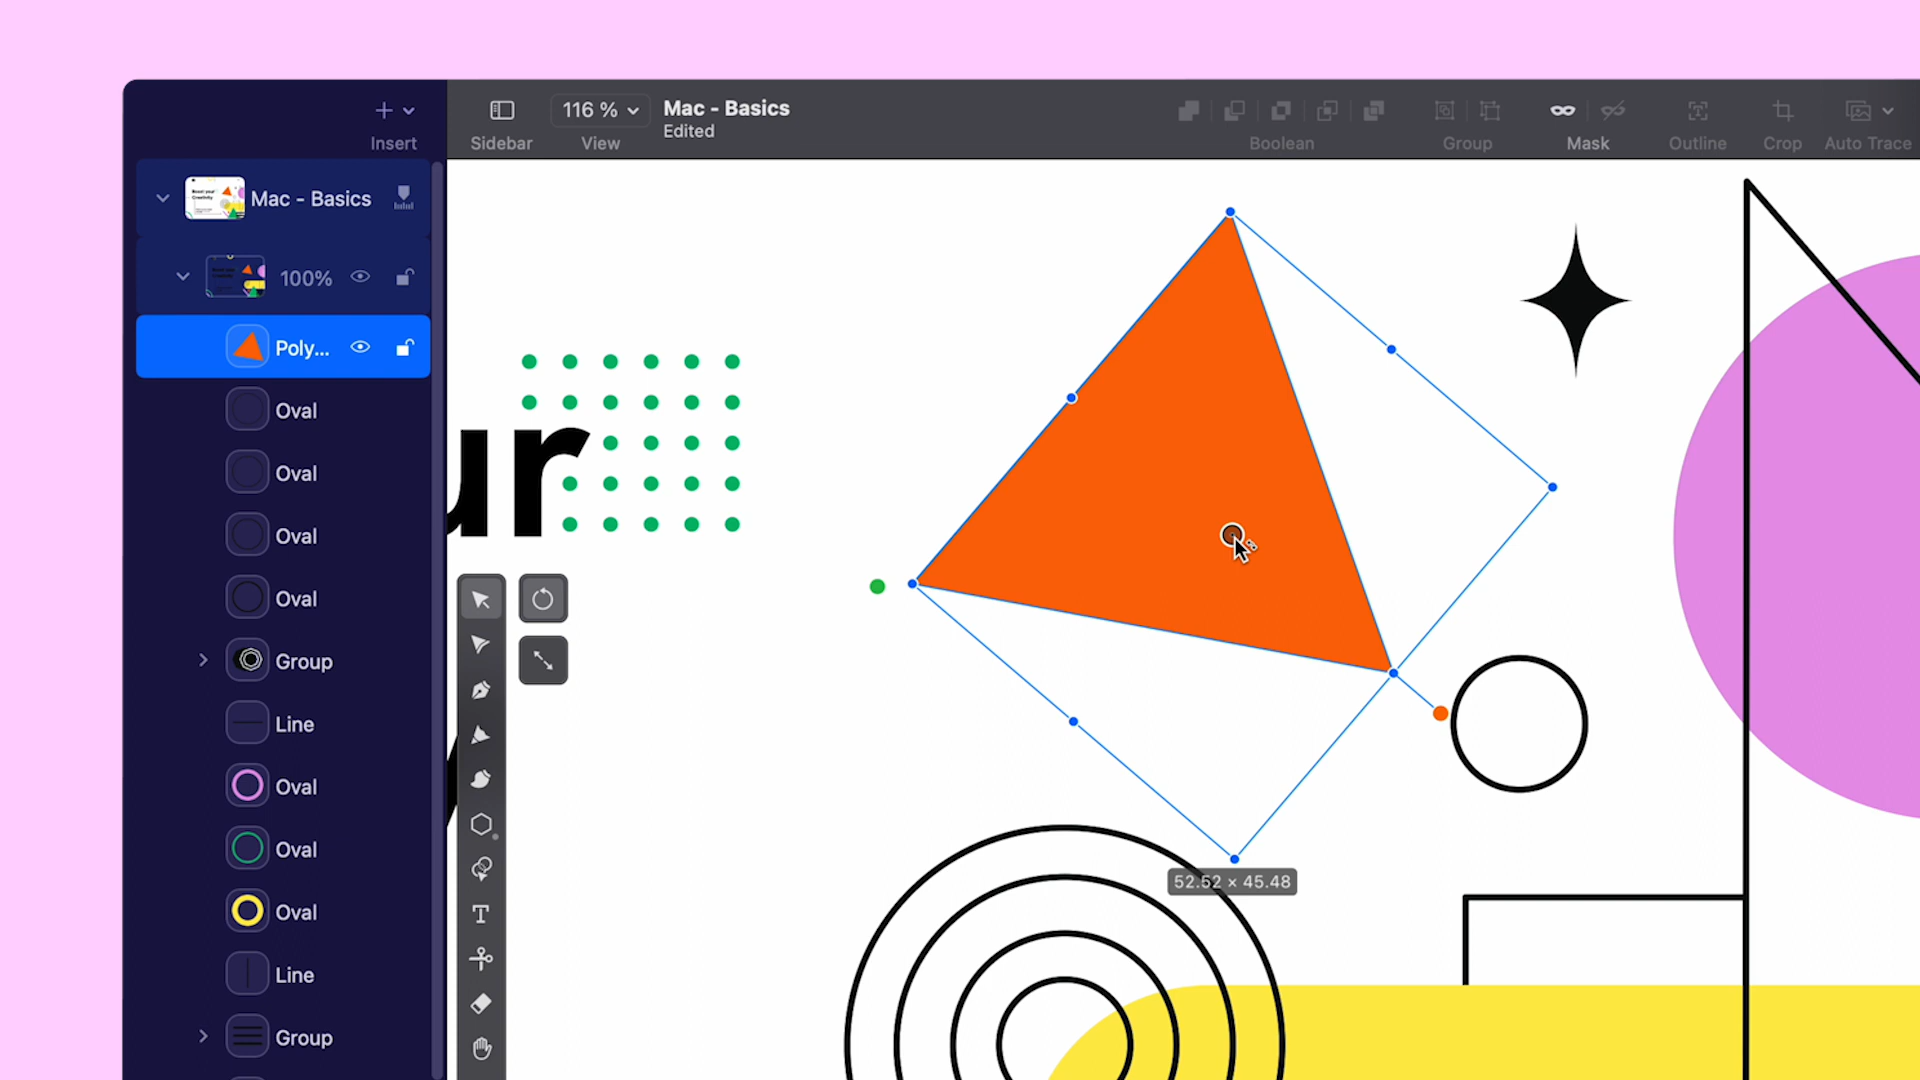 Insert
Sidebar
116 %
View
Mac - Basics
Edited
Boolean
Group
Mask
Outline
Crop
Auto Trace
Mac - Basics
100%
Poly...
Oval
Oval
Oval
Oval
Group
Line
Oval
Oval
Oval
Line
Group
ur
T
52.52 × 45.48